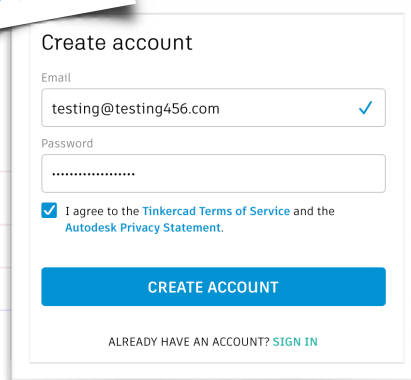 Create account
Email
testing@testing456.com
Password
•••••••••••••••••••
I agree to the Tinkercad Terms of Service and the
Autodesk Privacy Statement.
CREATE ACCOUNT
ALREADY HAVE AN ACCOUNT? SIGN IN